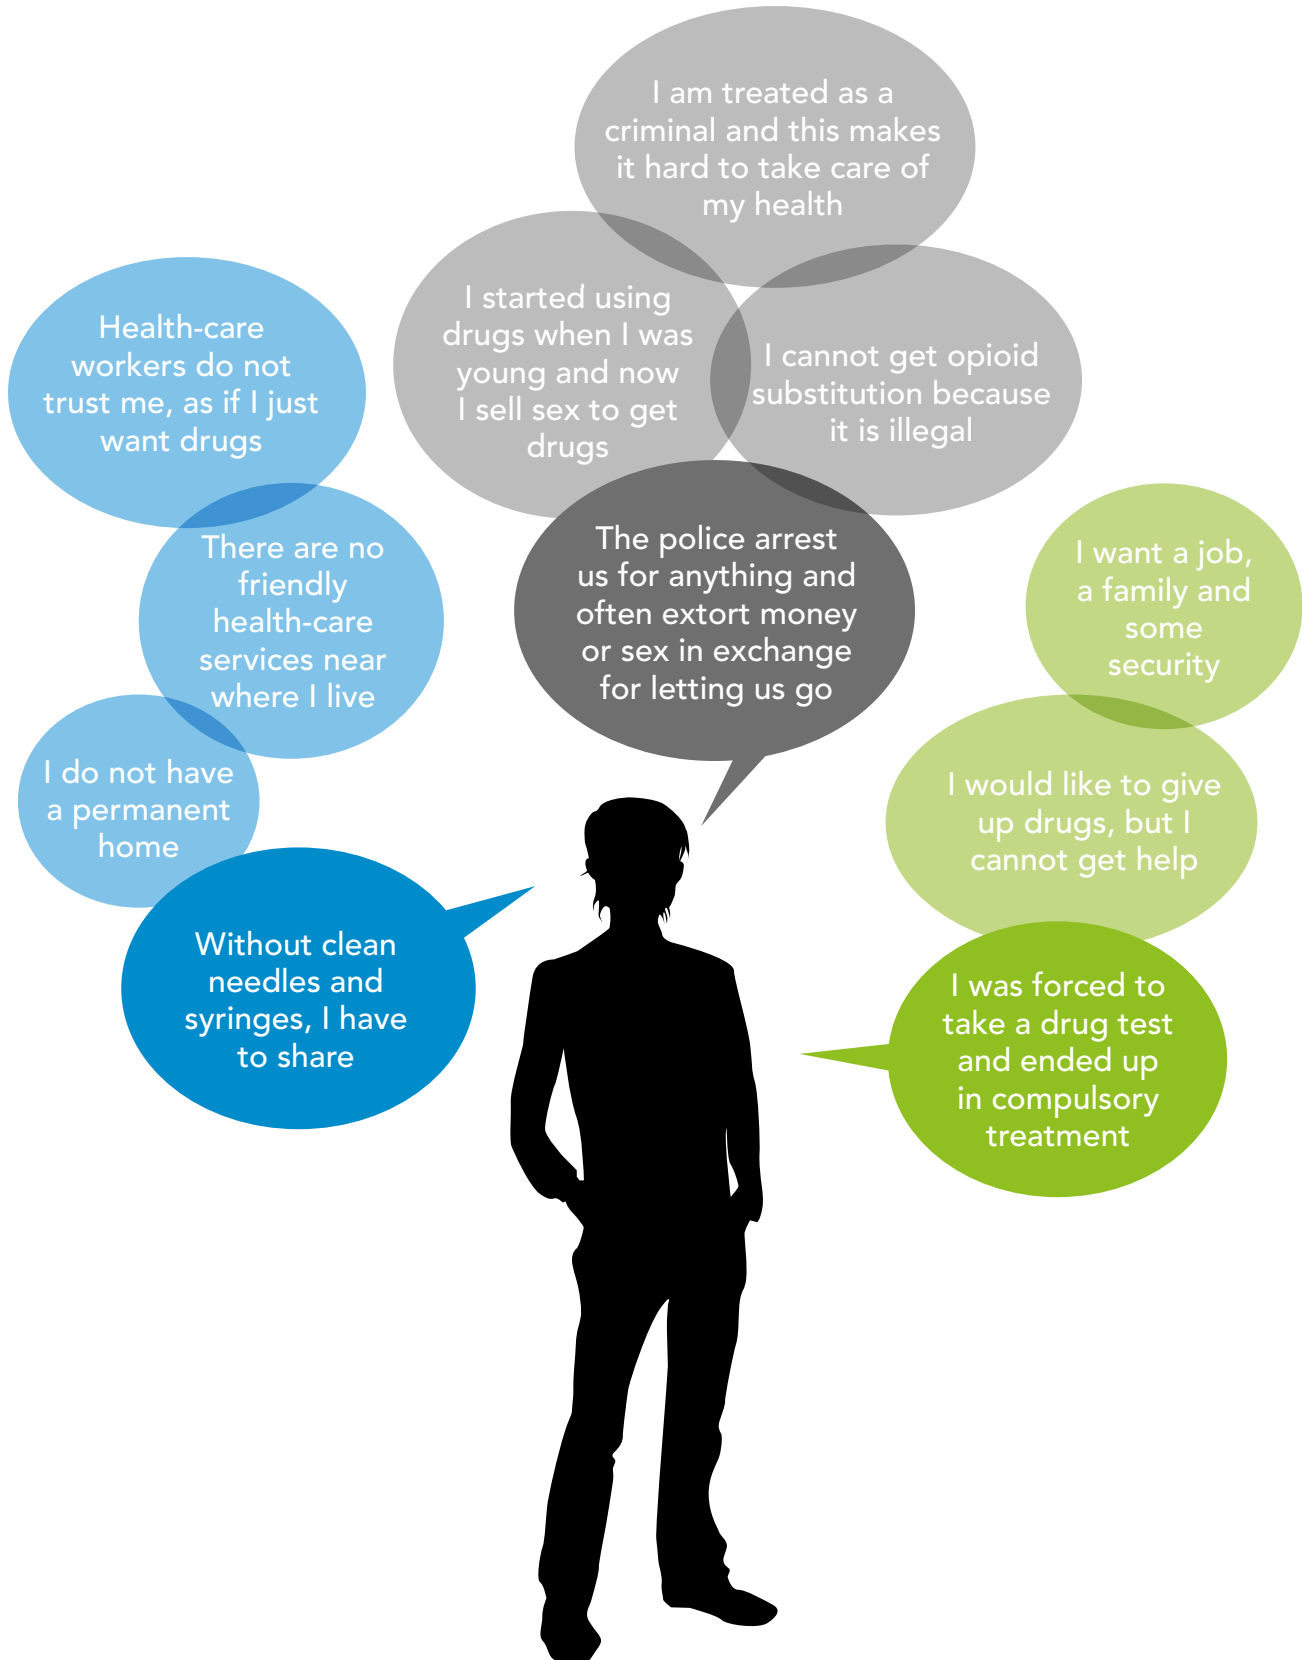 I am treated as a
criminal and this makes
it hard to take care of
my health
I started using
drugs when I was
young and now
I sell sex to get
drugs
I cannot get opioid
substitution because
it is illegal
The police arrest
us for anything and
often extort money
or sex in exchange
for letting us go
Health-care
workers do not
trust me, as if I just
want drugs
There are no
friendly
health-care
services near
where I live
I do not have
a permanent
home
Without clean
needles and
syringes, I have
to share
I want a job,
a family and
some
security
I would like to give
up drugs, but I
cannot get help
I was forced to
take a drug test
and ended up
in compulsory
treatment